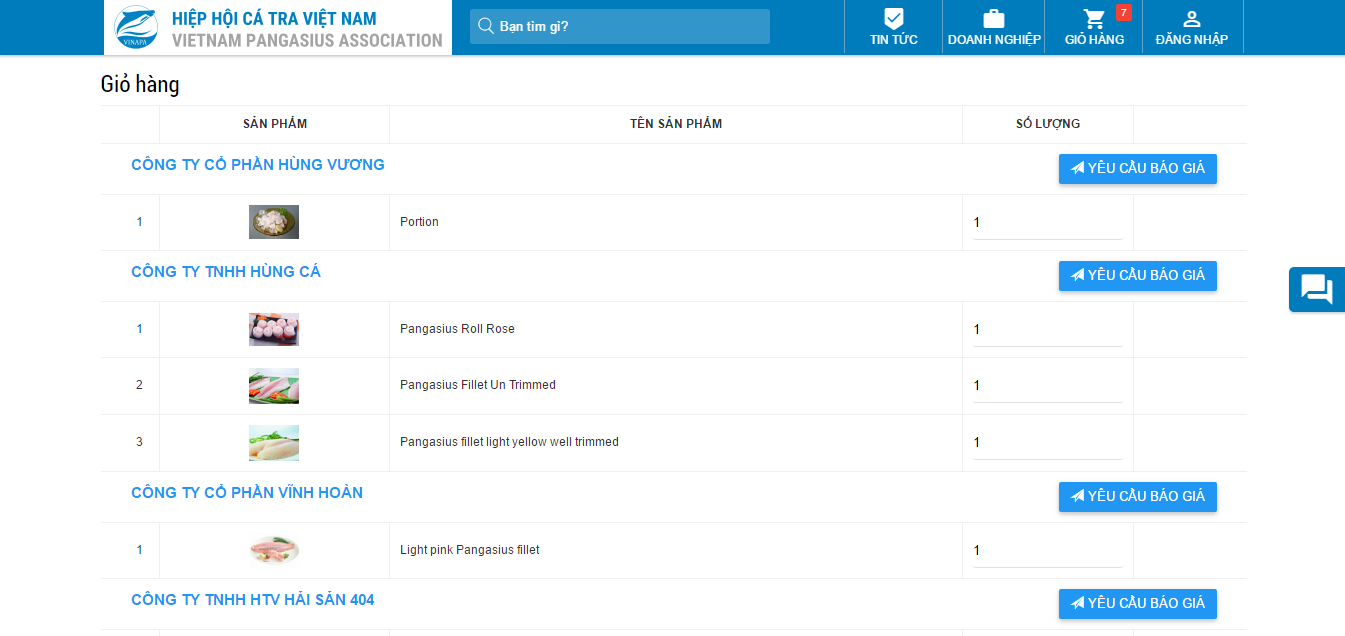 HIỆP HỘI CÁ TRA VIỆT NAM
VIETNAM PANGASIUS ASSOCIATION
VINAPA
Bạn tìm gì?
TIN TỨC
DOANH NGHIỆP
7
GIỎ HÀNG
ĐĂNG NHẬP
Giỏ hàng
SẢN PHẨM TÊN SẢN PHẨM SỐ LƯỢNG
CÔNG TY CỔ PHẦN HÙNG VƯƠNG YÊU CẦU BÁO GIÁ
1 Portion 1
CÔNG TY TNHH HÙNG CÁ YÊU CẦU BÁO GIÁ
1 Pangasius Roll Rose 1
2 Pangasius Fillet Un Trimmed 1
3 Pangasius fillet light yellow well trimmed 1
CÔNG TY CỔ PHẦN VĨNH HOÀN YÊU CẦU BÁO GIÁ
1 Light pink Pangasius fillet 1
CÔNG TY TNHH HTV HẢI SẢN 404 YÊU CẦU BÁO GIÁ